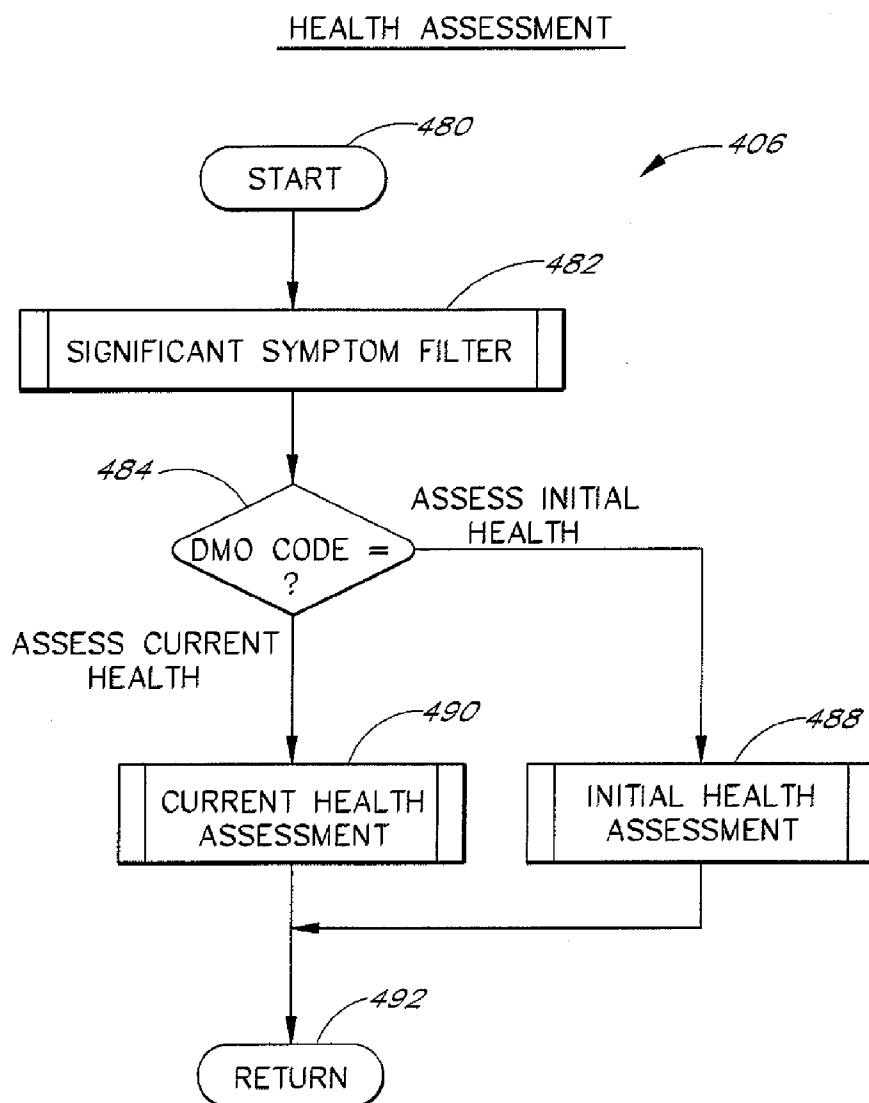 HEALTH ASSESSMENT
480
406
START
482
SIGNIFICANT SYMPTOM FILTER
484
ASSESS INITIAL
HEALTH
DMO CODE =
?
ASSESS CURRENT
HEALTH
490
488
CURRENT HEALTH
ASSESSMENT
INITIAL HEALTH
ASSESSMENT
492
RETURN